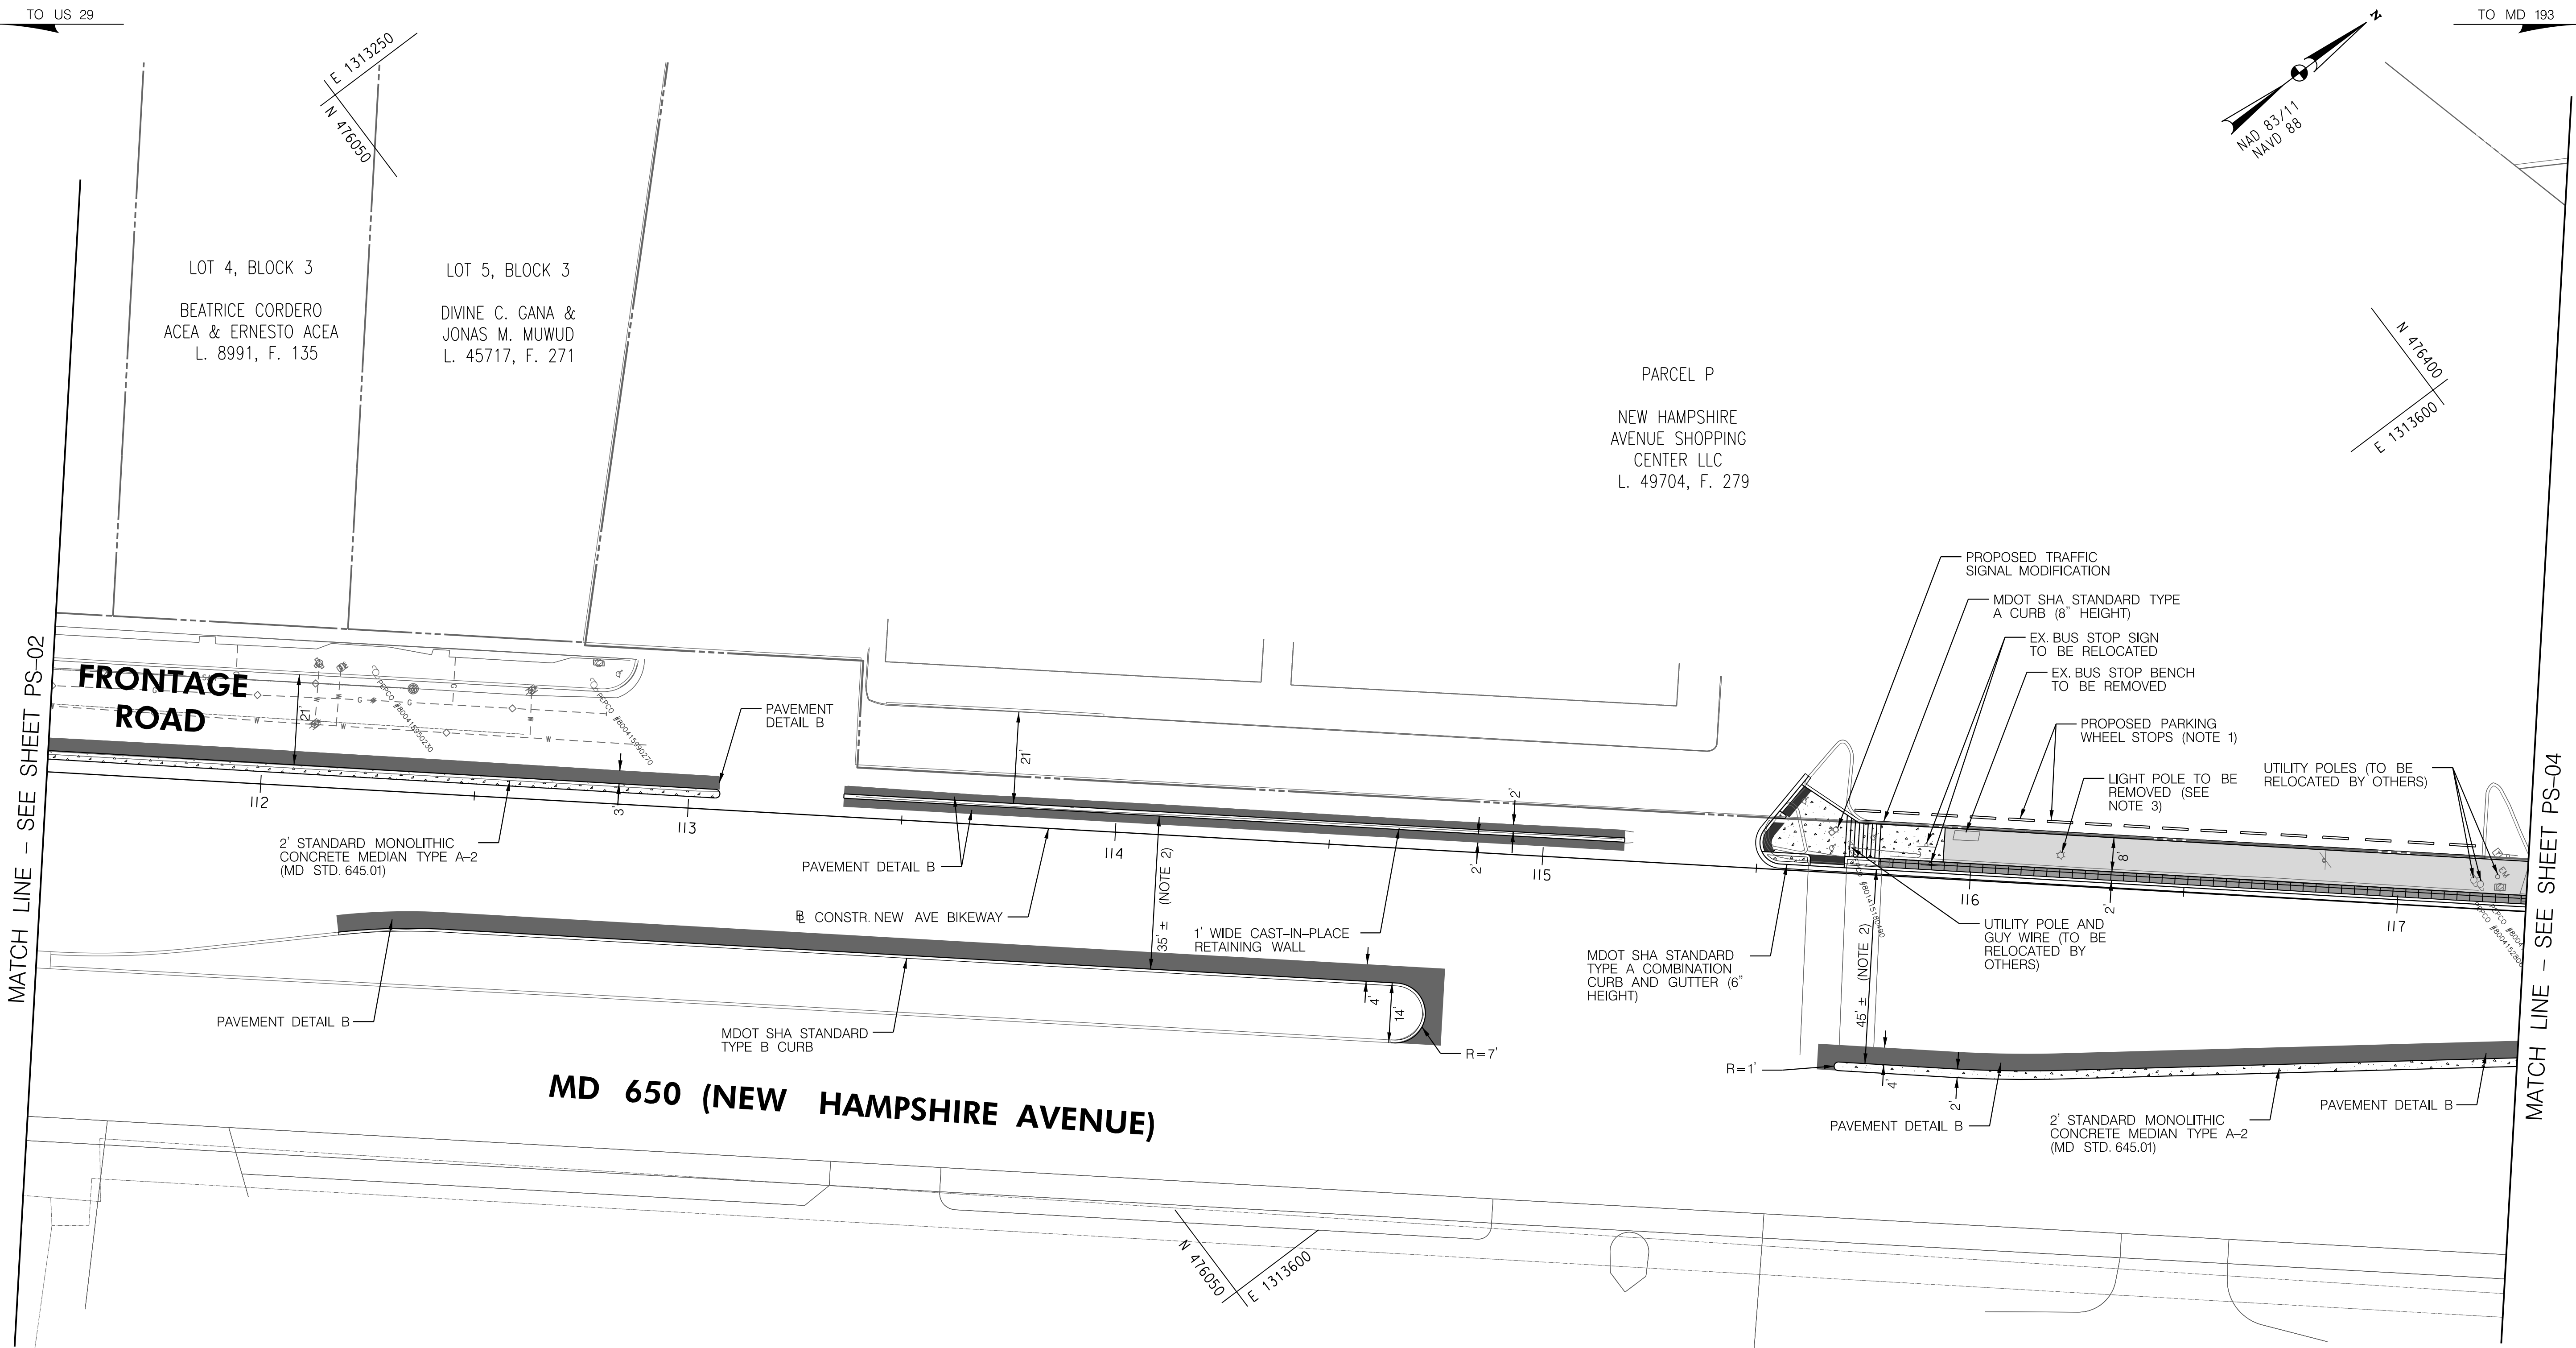 TO US 29
TO MD 193
E 1313250
N 476050
N
NAD 83/11
NAVD 88
LOT 4, BLOCK 3
BEATRICE CORDERO
ACEA & ERNESTO ACEA
L. 8991, F. 135
LOT 5, BLOCK 3
DIVINE C. GANA &
JONAS M. MUWUD
L. 45717, F. 271
PARCEL P
NEW HAMPSHIRE
AVENUE SHOPPING
CENTER LLC
L. 49704, F. 279
N 476400
E 1313600
MATCH LINE - SEE SHEET PS-02
FRONTAGE
ROAD
21'
PEPCO #800415950230
PEPCO #800415990270
PAVEMENT
DETAIL B
112
3'
113
2' STANDARD MONOLITHIC
CONCRETE MEDIAN TYPE A-2
(MD STD. 645.01)
21'
PAVEMENT DETAIL B
114
2'
2'
115
35' ± (NOTE 2)
BL CONSTR. NEW AVE BIKEWAY
1' WIDE CAST-IN-PLACE
RETAINING WALL
PROPOSED TRAFFIC
SIGNAL MODIFICATION
MDOT SHA STANDARD TYPE
A CURB (8" HEIGHT)
EX. BUS STOP SIGN
TO BE RELOCATED
EX. BUS STOP BENCH
TO BE REMOVED
PROPOSED PARKING
WHEEL STOPS (NOTE 1)
LIGHT POLE TO BE
REMOVED (SEE
NOTE 3)
UTILITY POLES (TO BE
RELOCATED BY OTHERS)
8'
2'
116
117
EM
UTILITY POLE AND
GUY WIRE (TO BE
RELOCATED BY
OTHERS)
MDOT SHA STANDARD
TYPE A COMBINATION
CURB AND GUTTER (6"
HEIGHT)
45' ± (NOTE 2)
MATCH LINE - SEE SHEET PS-04
PAVEMENT DETAIL B
MDOT SHA STANDARD
TYPE B CURB
4'
14'
R=7'
R=1'
4'
2'
PAVEMENT DETAIL B
2' STANDARD MONOLITHIC
CONCRETE MEDIAN TYPE A-2
(MD STD. 645.01)
PAVEMENT DETAIL B
MD 650 (NEW HAMPSHIRE AVENUE)
N 476050
E 1313600